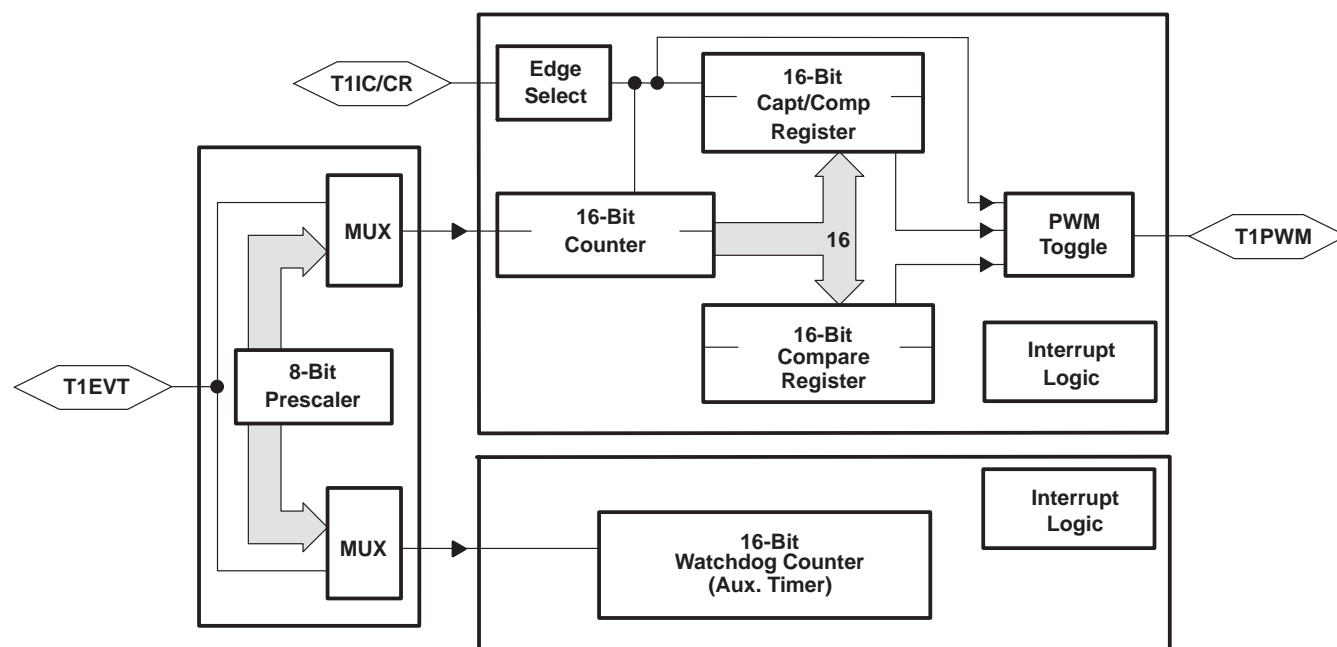 T1IC/CR
Edge
Select
16-Bit
Capt/Comp
Register
MUX
16-Bit
Counter
16
PWM
Toggle
T1PWM
T1EVT
8-Bit
Prescaler
16-Bit
Compare
Register
Interrupt
Logic
MUX
16-Bit
Watchdog Counter
(Aux. Timer)
Interrupt
Logic